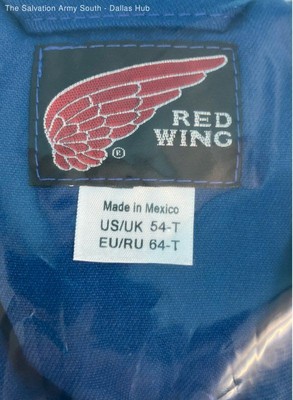 The Salvation Army South - Dallas Hub
RED
WING
®
Made in Mexico
US/UK 54-T
EU/RU 64-T